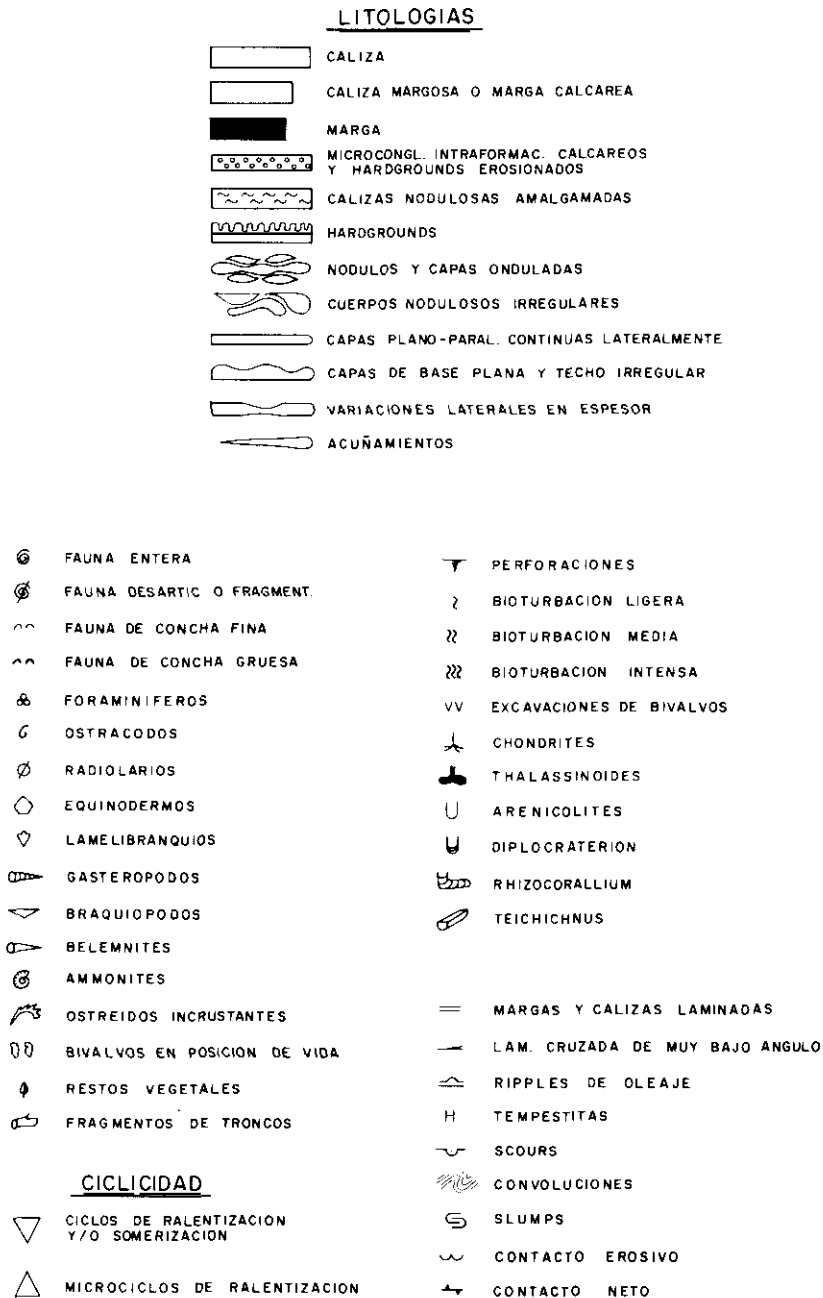 LITOLOGIAS
CALIZA
CALIZA MARGOSA O MARGA CALCAREA
MARGA
MICROCONGL. INTRAFORMAC. CALCAREOS
Y HARDGROUNDS EROSIONADOS
CALIZAS NODULOSAS AMALGAMADAS
HARDGROUNDS
NODULOS Y CAPAS ONDULADAS
CUERPOS NODULOSOS IRREGULARES
CAPAS PLANO-PARAL. CONTINUAS LATERALMENTE
CAPAS DE BASE PLANA Y TECHO IRREGULAR
VARIACIONES LATERALES EN ESPESOR
ACUÑAMIENTOS
FAUNA ENTERA
FAUNA DESARTIC O FRAGMENT.
FAUNA DE CONCHA FINA
FAUNA DE CONCHA GRUESA
FORAMINIFEROS
OSTRACODOS
RADIOLARIOS
EQUINODERMOS
LAMELIBRANQUIOS
GASTEROPODOS
BRAQUIOPODOS
BELEMNITES
AMMONITES
OSTREIDOS INCRUSTANTES
BIVALVOS EN POSICION DE VIDA
RESTOS VEGETALES
FRAGMENTOS DE TRONCOS
CICLICIDAD
CICLOS DE RALENTIZACION
Y/O SOMERIZACION
MICROCICLOS DE RALENTIZACION
PERFORACIONES
BIOTURBACION LIGERA
BIOTURBACION MEDIA
BIOTURBACION INTENSA
EXCAVACIONES DE BIVALVOS
CHONDRITES
THALASSINOIDES
ARENICOLITES
DIPLOCRATERION
RHIZOCORALLIUM
TEICHICHNUS
MARGAS Y CALIZAS LAMINADAS
LAM. CRUZADA DE MUY BAJO ANGULO
RIPPLES DE OLEAJE
H TEMPESTITAS
SCOURS
CONVOLUCIONES
SLUMPS
CONTACTO EROSIVO
CONTACTO NETO